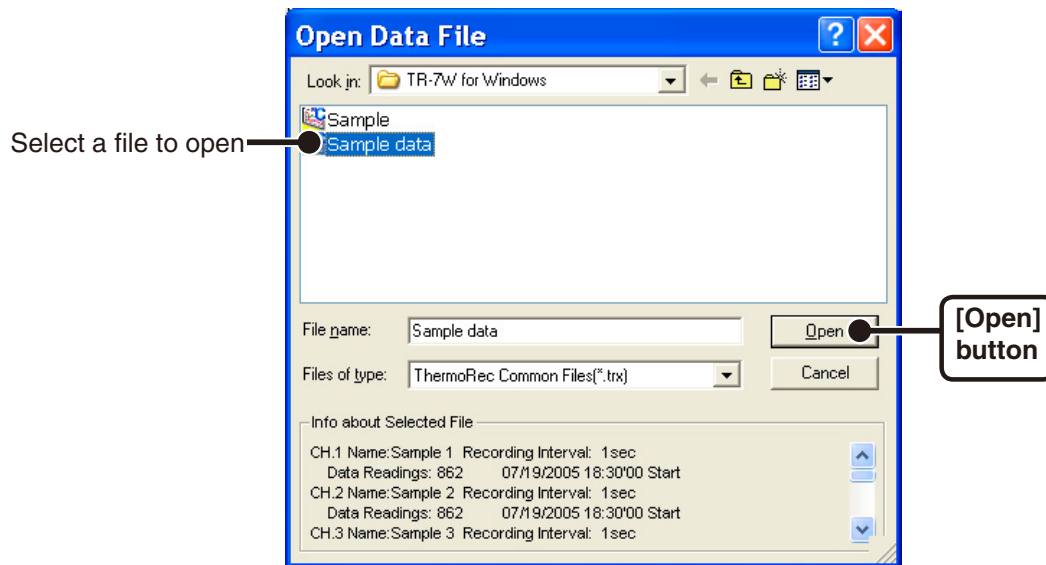 Open Data File
Look in: TR-7W for Windows
Sample
Select a file to open
Sample data
File name: Sample data Open
[Open]
button
Files of type: ThermoRec Common Files(*.trx) Cancel
Info about Selected File
CH.1 Name:Sample 1 Recording Interval: 1sec
Data Readings: 862 07/19/2005 18:30'00 Start
CH.2 Name:Sample 2 Recording Interval: 1sec
Data Readings: 862 07/19/2005 18:30'00 Start
CH.3 Name:Sample 3 Recording Interval: 1sec